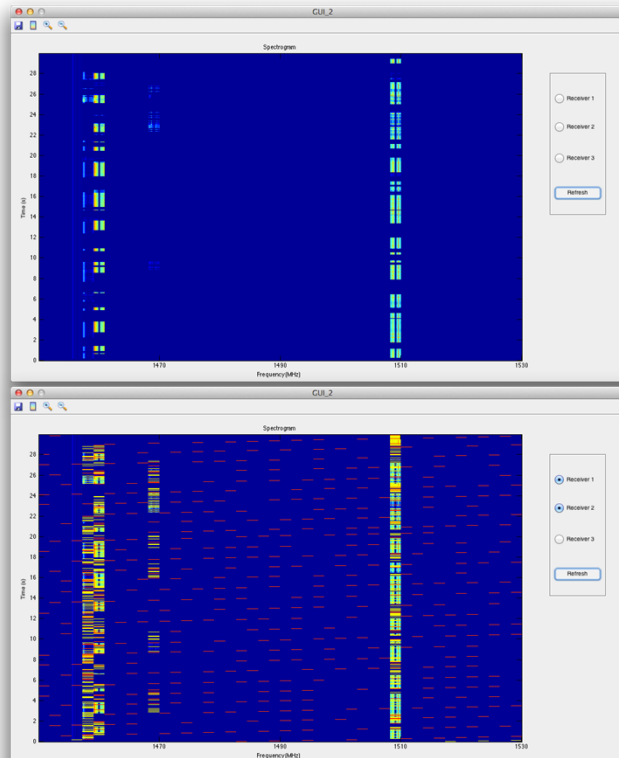 GUI_2
Spectrogram
28
26
24
22
20
18
16
14
12
10
8
6
4
2
0
Time (s)
1470
1490
1510
1530
Frequency(MHz)
Receiver 1
Receiver 2
Receiver 3
Refresh
GUI_2
Spectrogram
28
26
24
22
20
18
16
14
12
10
8
6
4
2
0
Time (s)
1470
1490
1510
1530
Frequency(MHz)
Receiver 1
Receiver 2
Receiver 3
Refresh